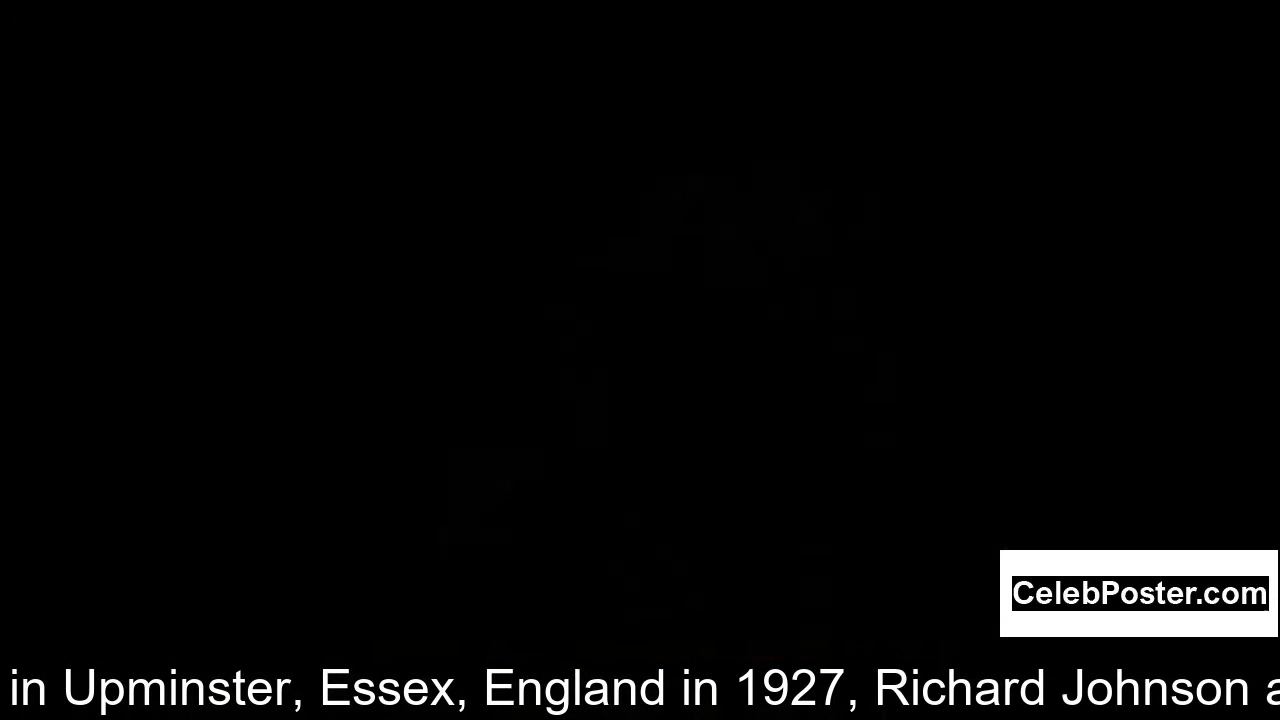 CelebPoster.com
in Upminster, Essex, England in 1927, Richard Johnson